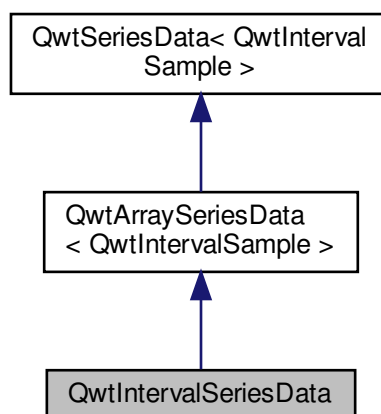 QwtSeriesData< QwtInterval
Sample >
QwtArraySeriesData
< QwtIntervalSample >
QwtIntervalSeriesData